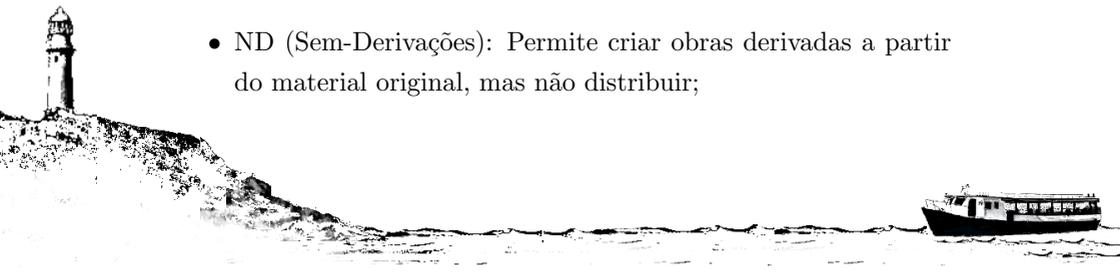 • ND (Sem-Derivações): Permite criar obras derivadas a partir
do material original, mas não distribuir;